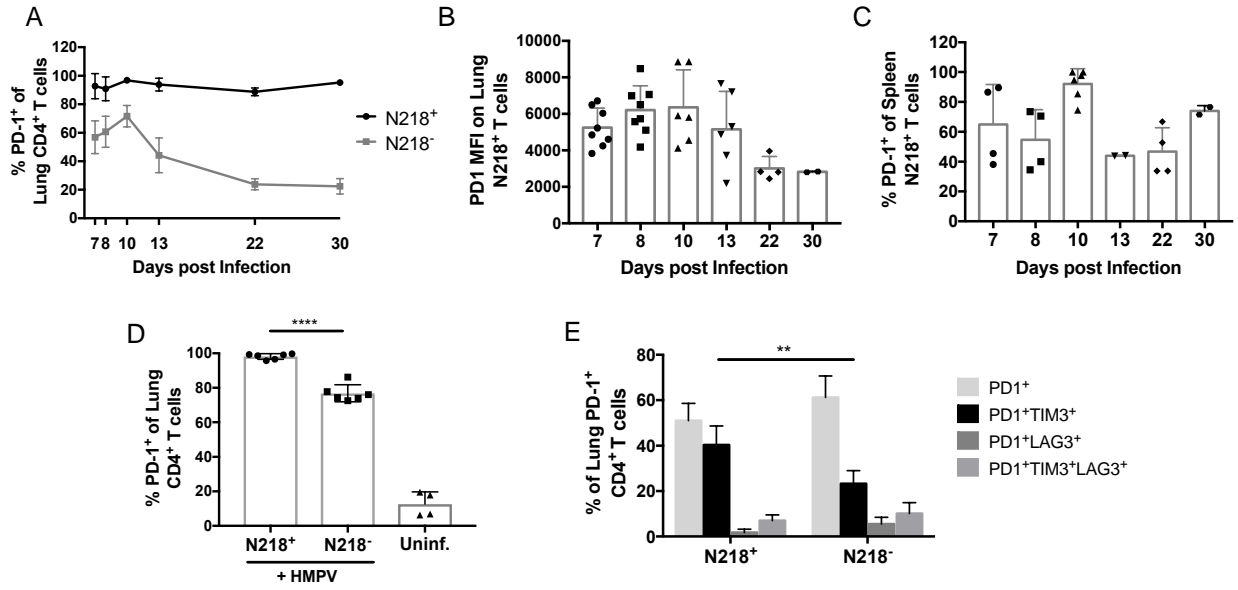 A
% PD-1⁺ of
Lung CD4⁺ T cells
120
100
80
60
40
20
0
7 8 10 13 22 30
Days post Infection
N218⁺
N218⁻
B
PD1 MFI on Lung
N218⁺ T cells
10000
8000
6000
4000
2000
0
7 8 10 13 22 30
Days post Infection
C
% PD-1⁺ of Spleen
N218⁺ T cells
120
100
80
60
40
20
0
7 8 10 13 22 30
Days post Infection
D
% PD-1⁺ of Lung
CD4⁺ T cells
100
80
60
40
20
0
****
N218⁺ N218⁻ Uninf.
+ HMPV
E
% of Lung PD-1⁺
CD4⁺ T cells
80
60
40
20
0
**
N218⁺ N218⁻
PD1⁺
PD1⁺TIM3⁺
PD1⁺LAG3⁺
PD1⁺TIM3⁺LAG3⁺